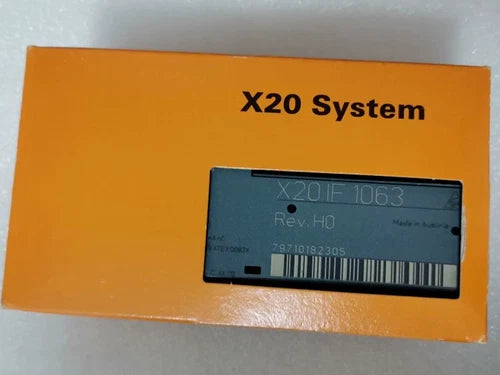 X20 System
X20 IF 1063
Rev. H0
Made in Austria
79710182305